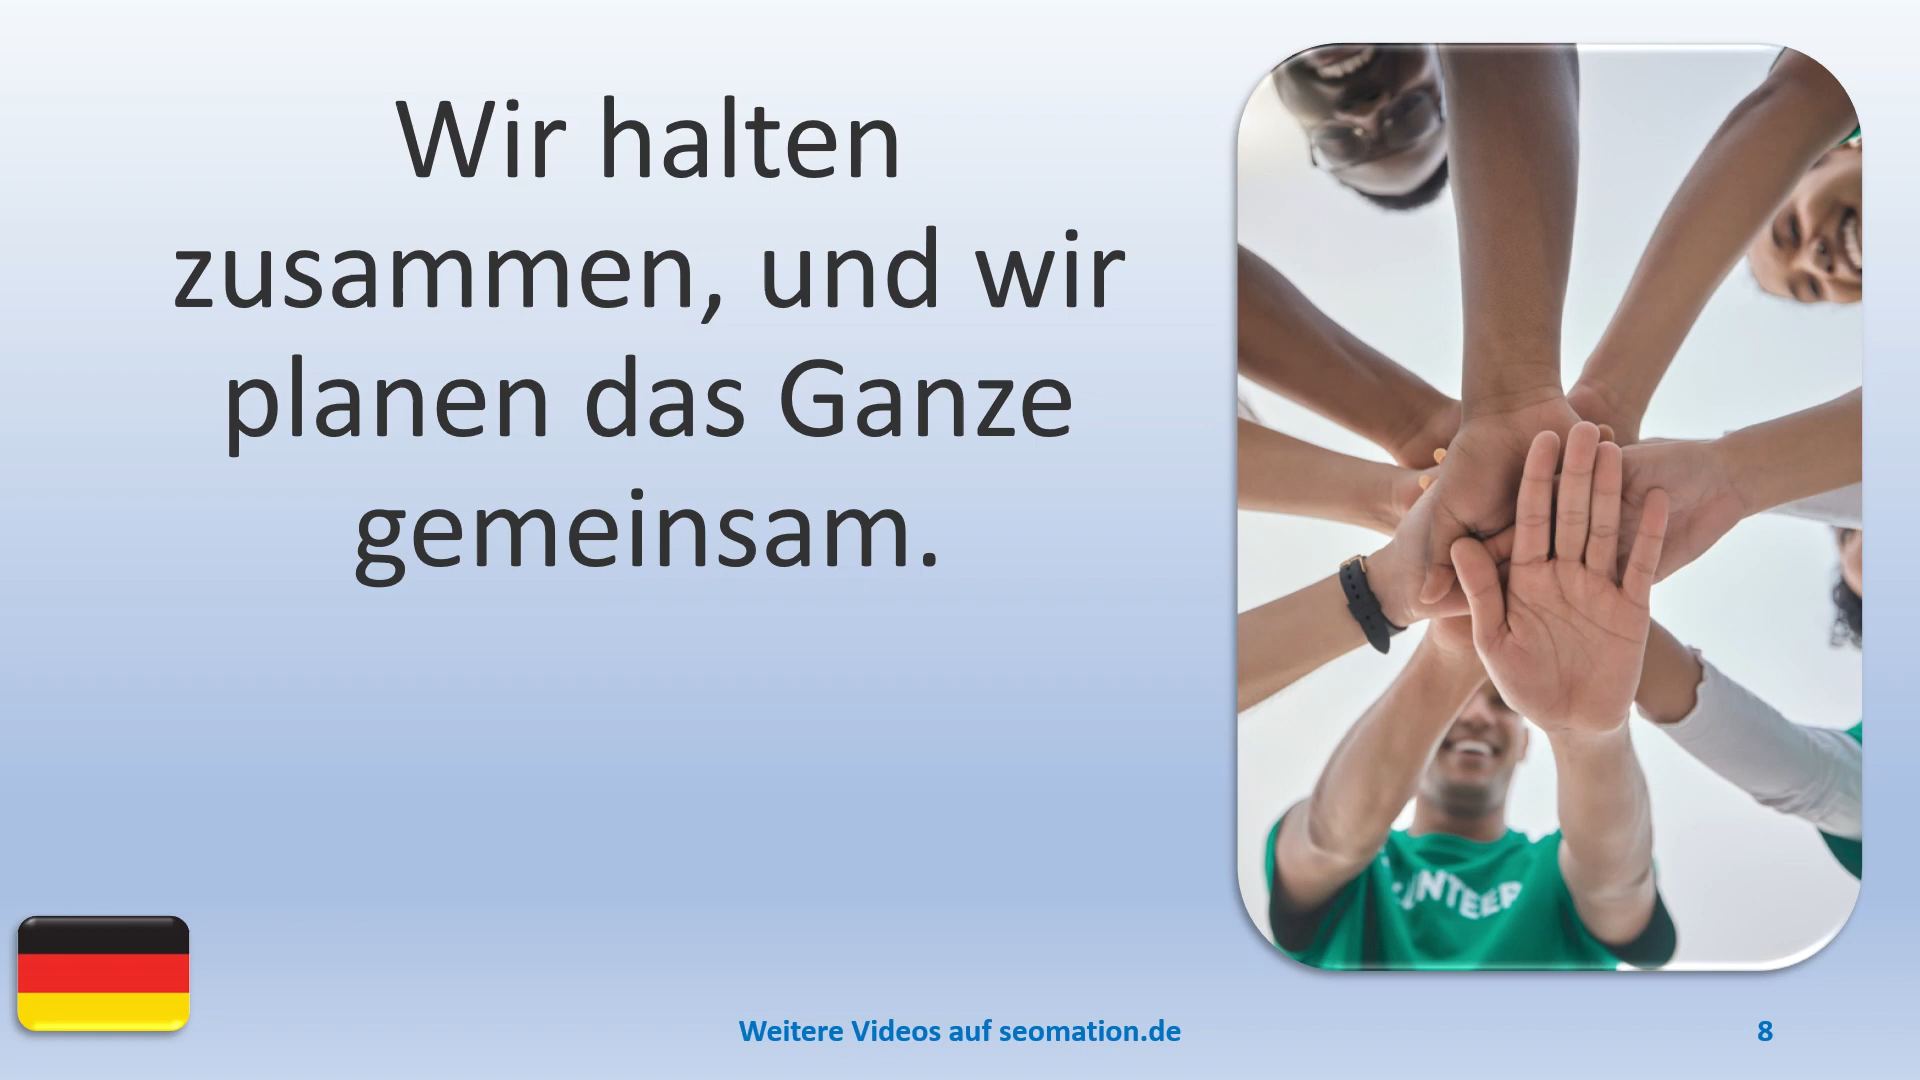 Wir halten
zusammen, und wir
planen das Ganze
gemeinsam.
Weitere Videos auf seomation.de
8